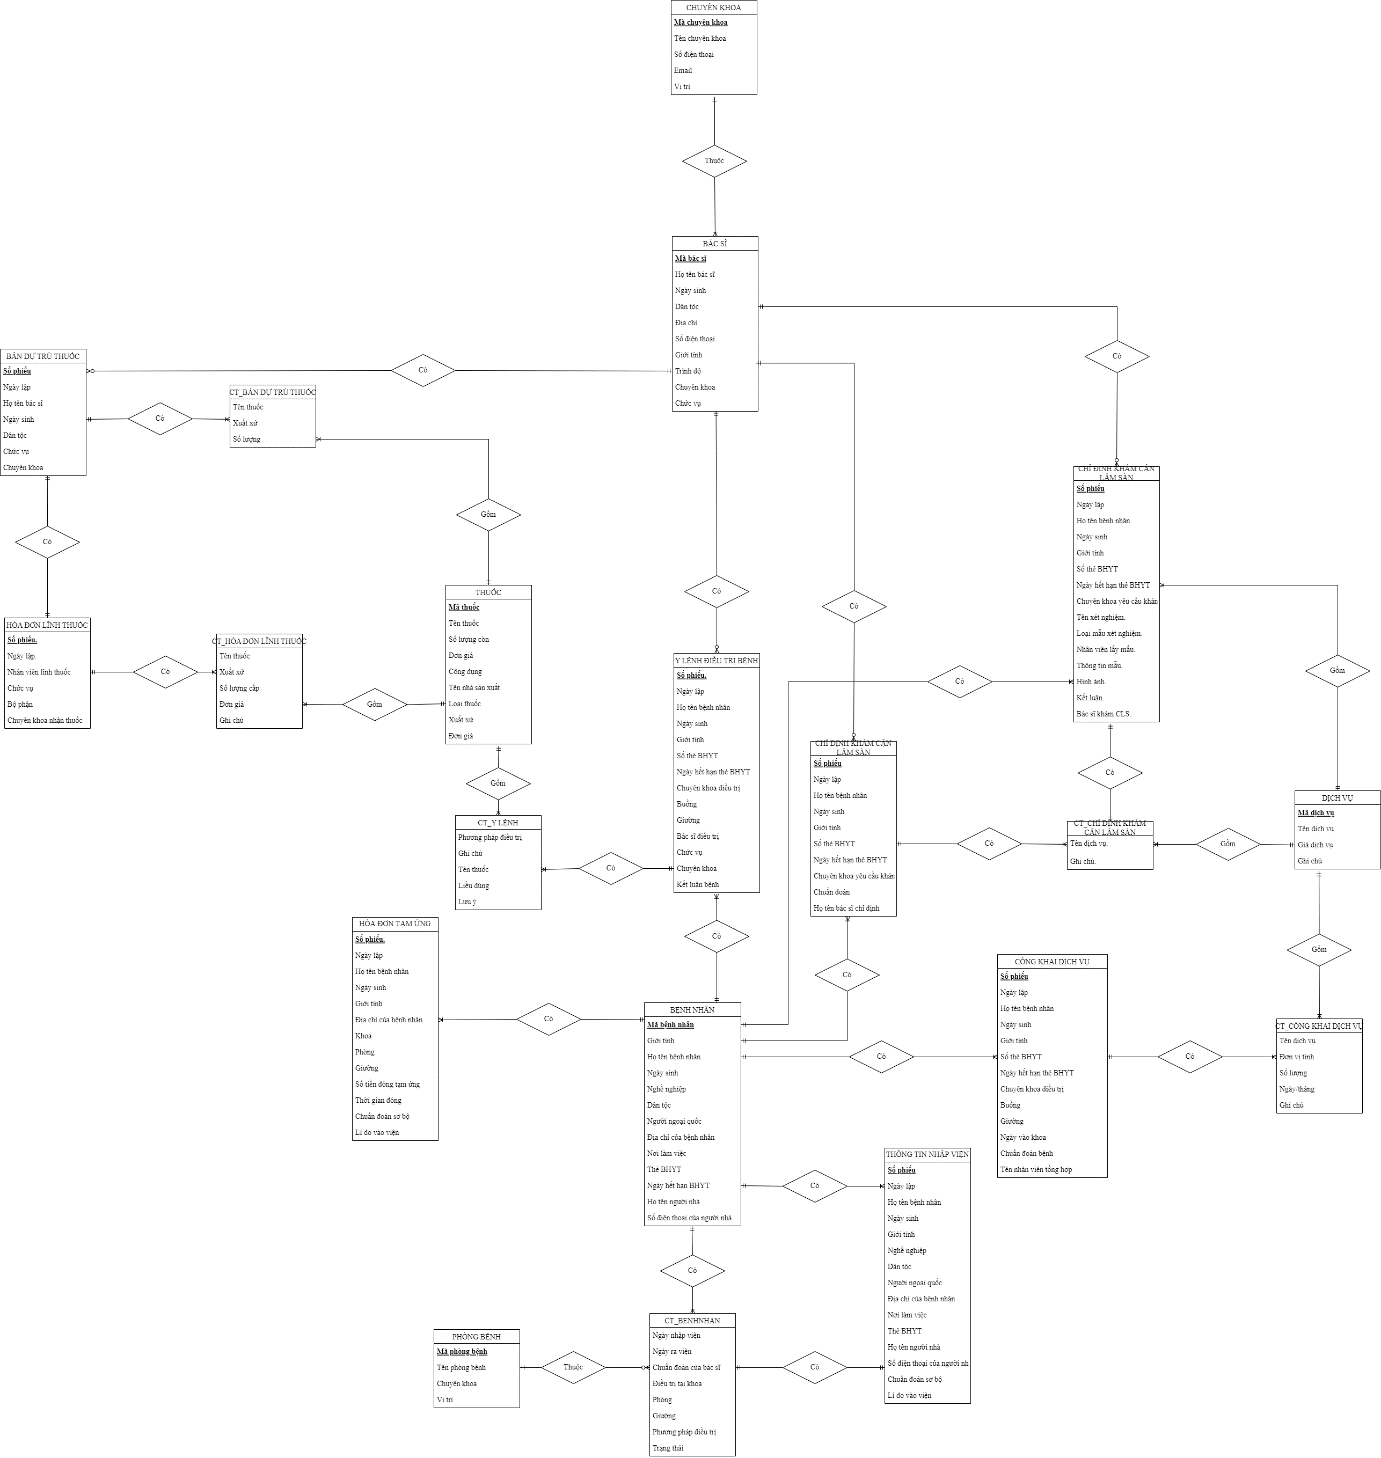 CHUYÊN KHOA
Mã chuyên khoa
Tên chuyên khoa
Số điện thoại
Email
Vị trí
Thuộc
BÁC SĨ
Mã bác sĩ
Họ tên bác sĩ
Ngày sinh
Dân tộc
Địa chỉ
Số điện thoại
Giới tính
Trình độ
Chuyên khoa
Chức vụ
Có
BẢN DỰ TRÙ THUỐC
Số phiếu
Ngày lập
Họ tên bác sĩ
Ngày sinh
Dân tộc
Chức vụ
Chuyên khoa
Có
Có
CT_BẢN DỰ TRÙ THUỐC
Tên thuốc
Xuất xứ
Số lượng
Có
Gồm
Có
HÓA ĐƠN LĨNH THUỐC
Số phiếu.
Ngày lập.
Nhân viên lĩnh thuốc
Chức vụ
Bộ phận
Chuyên khoa nhận thuốc
Có
CT_HÓA ĐƠN LĨNH THUỐC
Tên thuốc
Xuất xứ
Số lượng cấp
Đơn giá
Ghi chú
Gồm
THUỐC
Mã thuốc
Tên thuốc
Số lượng còn
Đơn giá
Công dụng
Tên nhà sản xuất
Loại thuốc
Xuất xứ
Đơn giá
Gồm
CT_Y LỆNH
Phương pháp điều trị
Ghi chú
Tên thuốc
Liều dùng
Lưu ý
Có
Có
Có
Y LỆNH ĐIỀU TRỊ BỆNH
Số phiếu.
Ngày lập
Họ tên bệnh nhân
Ngày sinh
Giới tính
Số thẻ BHYT
Ngày hết hạn thẻ BHYT
Chuyên khoa điều trị
Buồng
Giường
Bác sĩ điều trị
Chức vụ
Chuyên khoa
Kết luận bệnh
Có
CHỈ ĐỊNH KHÁM CẬN
LÂM SÀN
Số phiếu
Ngày lập
Họ tên bệnh nhân
Ngày sinh
Giới tính
Số thẻ BHYT
Ngày hết hạn thẻ BHYT
Chuyên khoa yêu cầu khán
Tên xét nghiệm.
Loại mẫu xét nghiệm.
Nhân viên lấy mẫu.
Thông tin mẫu.
Hình ảnh
Kết luận
Bác sĩ khám CLS.
Có
Gồm
Có
CHỈ ĐỊNH KHÁM CẬN
LÂM SÀN
Số phiếu
Ngày lập
Họ tên bệnh nhân
Ngày sinh
Giới tính
Số thẻ BHYT
Ngày hết hạn thẻ BHYT
Chuyên khoa yêu cầu khán
Chuẩn đoán
Họ tên bác sĩ chỉ định
Có
CT_CHỈ ĐỊNH KHÁM
CẬN LÂM SÀN
Tên dịch vụ.
Ghi chú.
Gồm
DỊCH VỤ
Mã dịch vụ
Tên dịch vụ
Giá dịch vụ
Ghi chú
Gồm
Có
HÓA ĐƠN TẠM ỨNG
Số phiếu.
Ngày lập
Họ tên bệnh nhân
Ngày sinh
Giới tính
Địa chỉ của bệnh nhân
Khoa
Phòng
Giường
Số tiền đóng tạm ứng
Thời gian đóng
Chuẩn đoán sơ bộ
Lí do vào viện
Có
BỆNH NHÂN
Mã bệnh nhân
Giới tính
Họ tên bệnh nhân
Ngày sinh
Nghề nghiệp
Dân tộc
Người ngoại quốc
Địa chỉ của bệnh nhân
Nơi làm việc
Thẻ BHYT
Ngày hết hạn BHYT
Họ tên người nhà
Số điện thoại của người nhà
Có
CÔNG KHAI DỊCH VỤ
Số phiếu
Ngày lập
Họ tên bệnh nhân
Ngày sinh
Giới tính
Số thẻ BHYT
Ngày hết hạn thẻ BHYT
Chuyên khoa điều trị
Buồng
Giường
Ngày vào khoa
Chuẩn đoán bệnh
Tên nhân viên tổng hợp
Có
CT_CÔNG KHAI DỊCH VỤ
Tên dịch vụ
Đơn vị tính
Số lượng
Ngày/tháng
Ghi chú
Có
THÔNG TIN NHẬP VIỆN
Số phiếu
Ngày lập
Họ tên bệnh nhân
Ngày sinh
Giới tính
Nghề nghiệp
Dân tộc
Người ngoại quốc
Địa chỉ của bệnh nhân
Nơi làm việc
Thẻ BHYT
Họ tên người nhà
Số điện thoại của người nh
Chuẩn đoán sơ bộ
Lí do vào viện
Có
CT_BENHNHAN
Ngày nhập viện
Ngày ra viện
Chuẩn đoán của bác sĩ
Điều trị tại khoa
Phòng
Giường
Phương pháp điều trị
Trạng thái
PHÒNG BỆNH
Mã phòng bệnh
Tên phòng bệnh
Chuyên khoa
Vị trí
Thuộc
Có